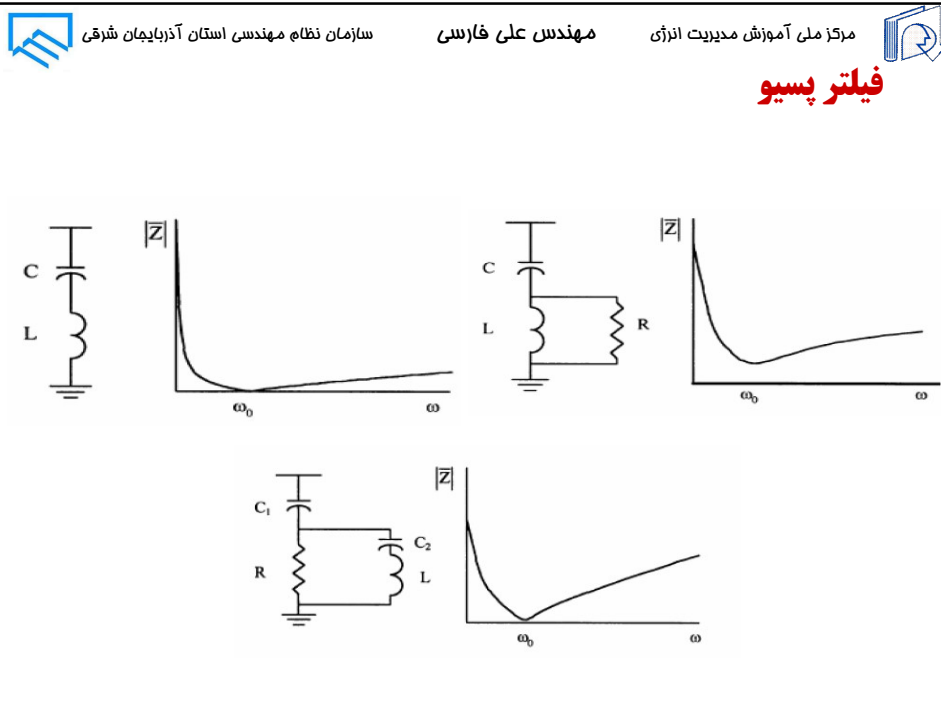 مرکز ملی آموزش مدیریت انرژی مهندس علی فارسی سازمان نظام مهندسی استان آذربایجان شرقی
فیلتر پسیو
C
L
|Z̅|
ω₀ ω
C
L
R
|Z̅|
ω₀ ω
C₁
R
C₂
L
|Z̅|
ω₀ ω